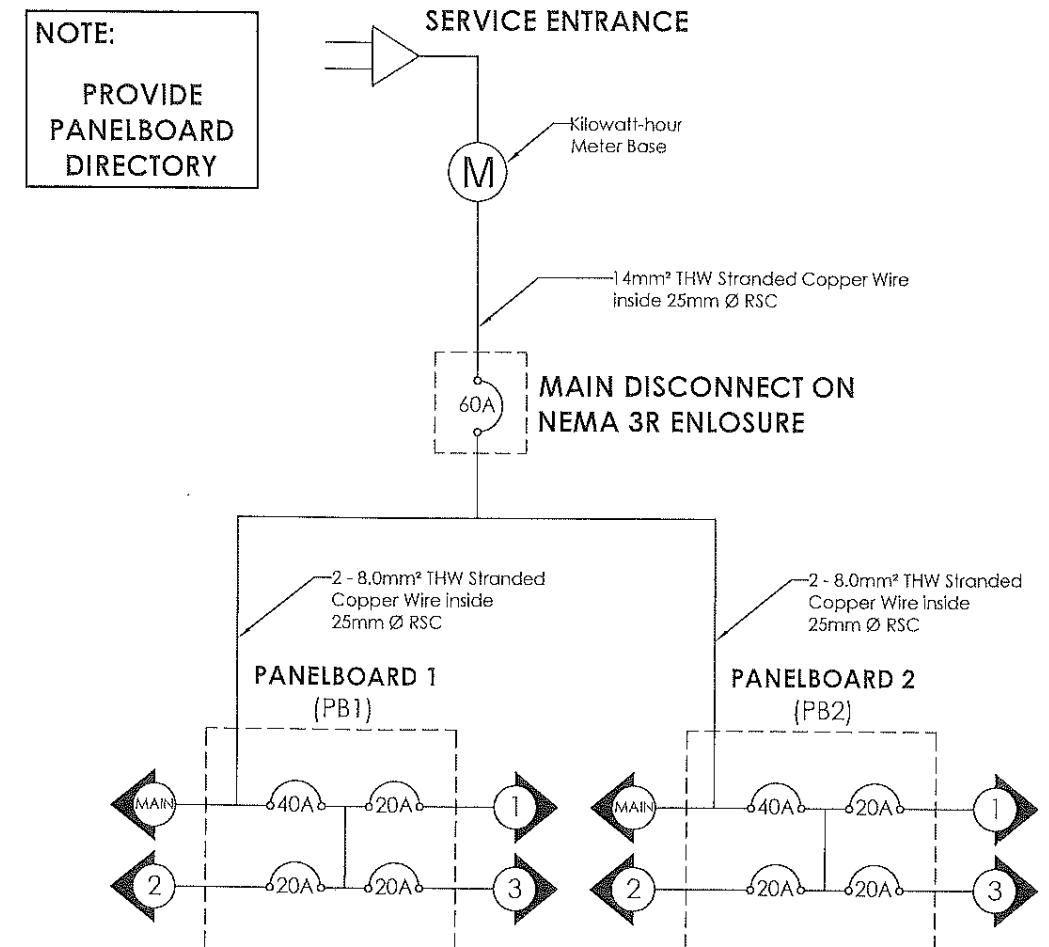 NOTE:
PROVIDE
PANELBOARD
DIRECTORY
SERVICE ENTRANCE
Kilowatt-hour
Meter Base
M
14mm² THW Stranded Copper Wire
inside 25mm Ø RSC
60A
MAIN DISCONNECT ON
NEMA 3R ENLOSURE
2 - 8.0mm² THW Stranded
Copper Wire inside
25mm Ø RSC
2 - 8.0mm² THW Stranded
Copper Wire inside
25mm Ø RSC
PANELBOARD 1
(PB1)
PANELBOARD 2
(PB2)
MAIN 40A 20A 1
2 20A 20A 3
MAIN 40A 20A 1
2 20A 20A 3